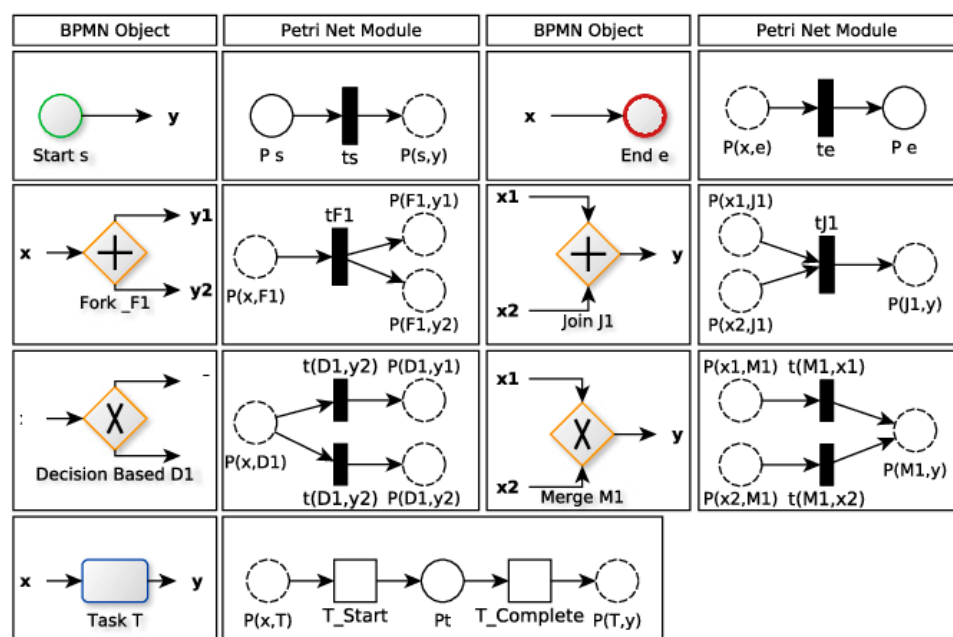 BPMN Object
Petri Net Module
BPMN Object
Petri Net Module
y
Start s
P s
ts
P(s,y)
x
End e
P(x,e)
te
P e
x
y1
y2
Fork _F1
tF1
P(x,F1)
P(F1,y1)
P(F1,y2)
x1
x2
y
Join J1
P(x1,J1)
P(x2,J1)
tJ1
P(J1,y)
Decision Based D1
t(D1,y2)
P(D1,y1)
P(x,D1)
t(D1,y2)
P(D1,y2)
x1
x2
y
Merge M1
P(x1,M1)
t(M1,x1)
P(M1,y)
P(x2,M1)
t(M1,x2)
x
y
Task T
P(x,T)
T_Start
Pt
T_Complete
P(T,y)